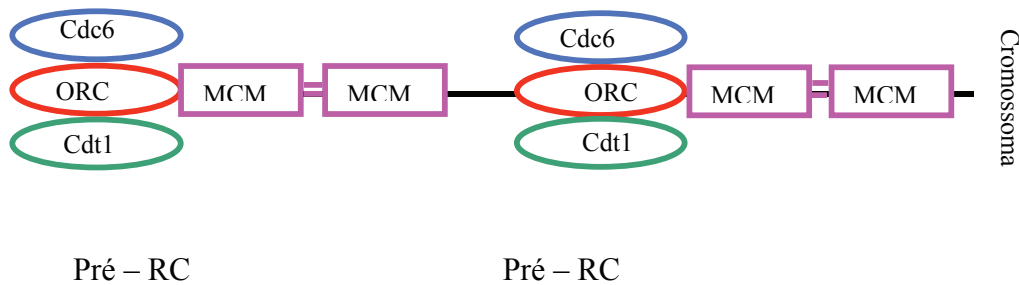 Cdc6
ORC
Cdt1
MCM
MCM
Cdc6
ORC
Cdt1
MCM
MCM
Cromossoma
Pré – RC
Pré – RC